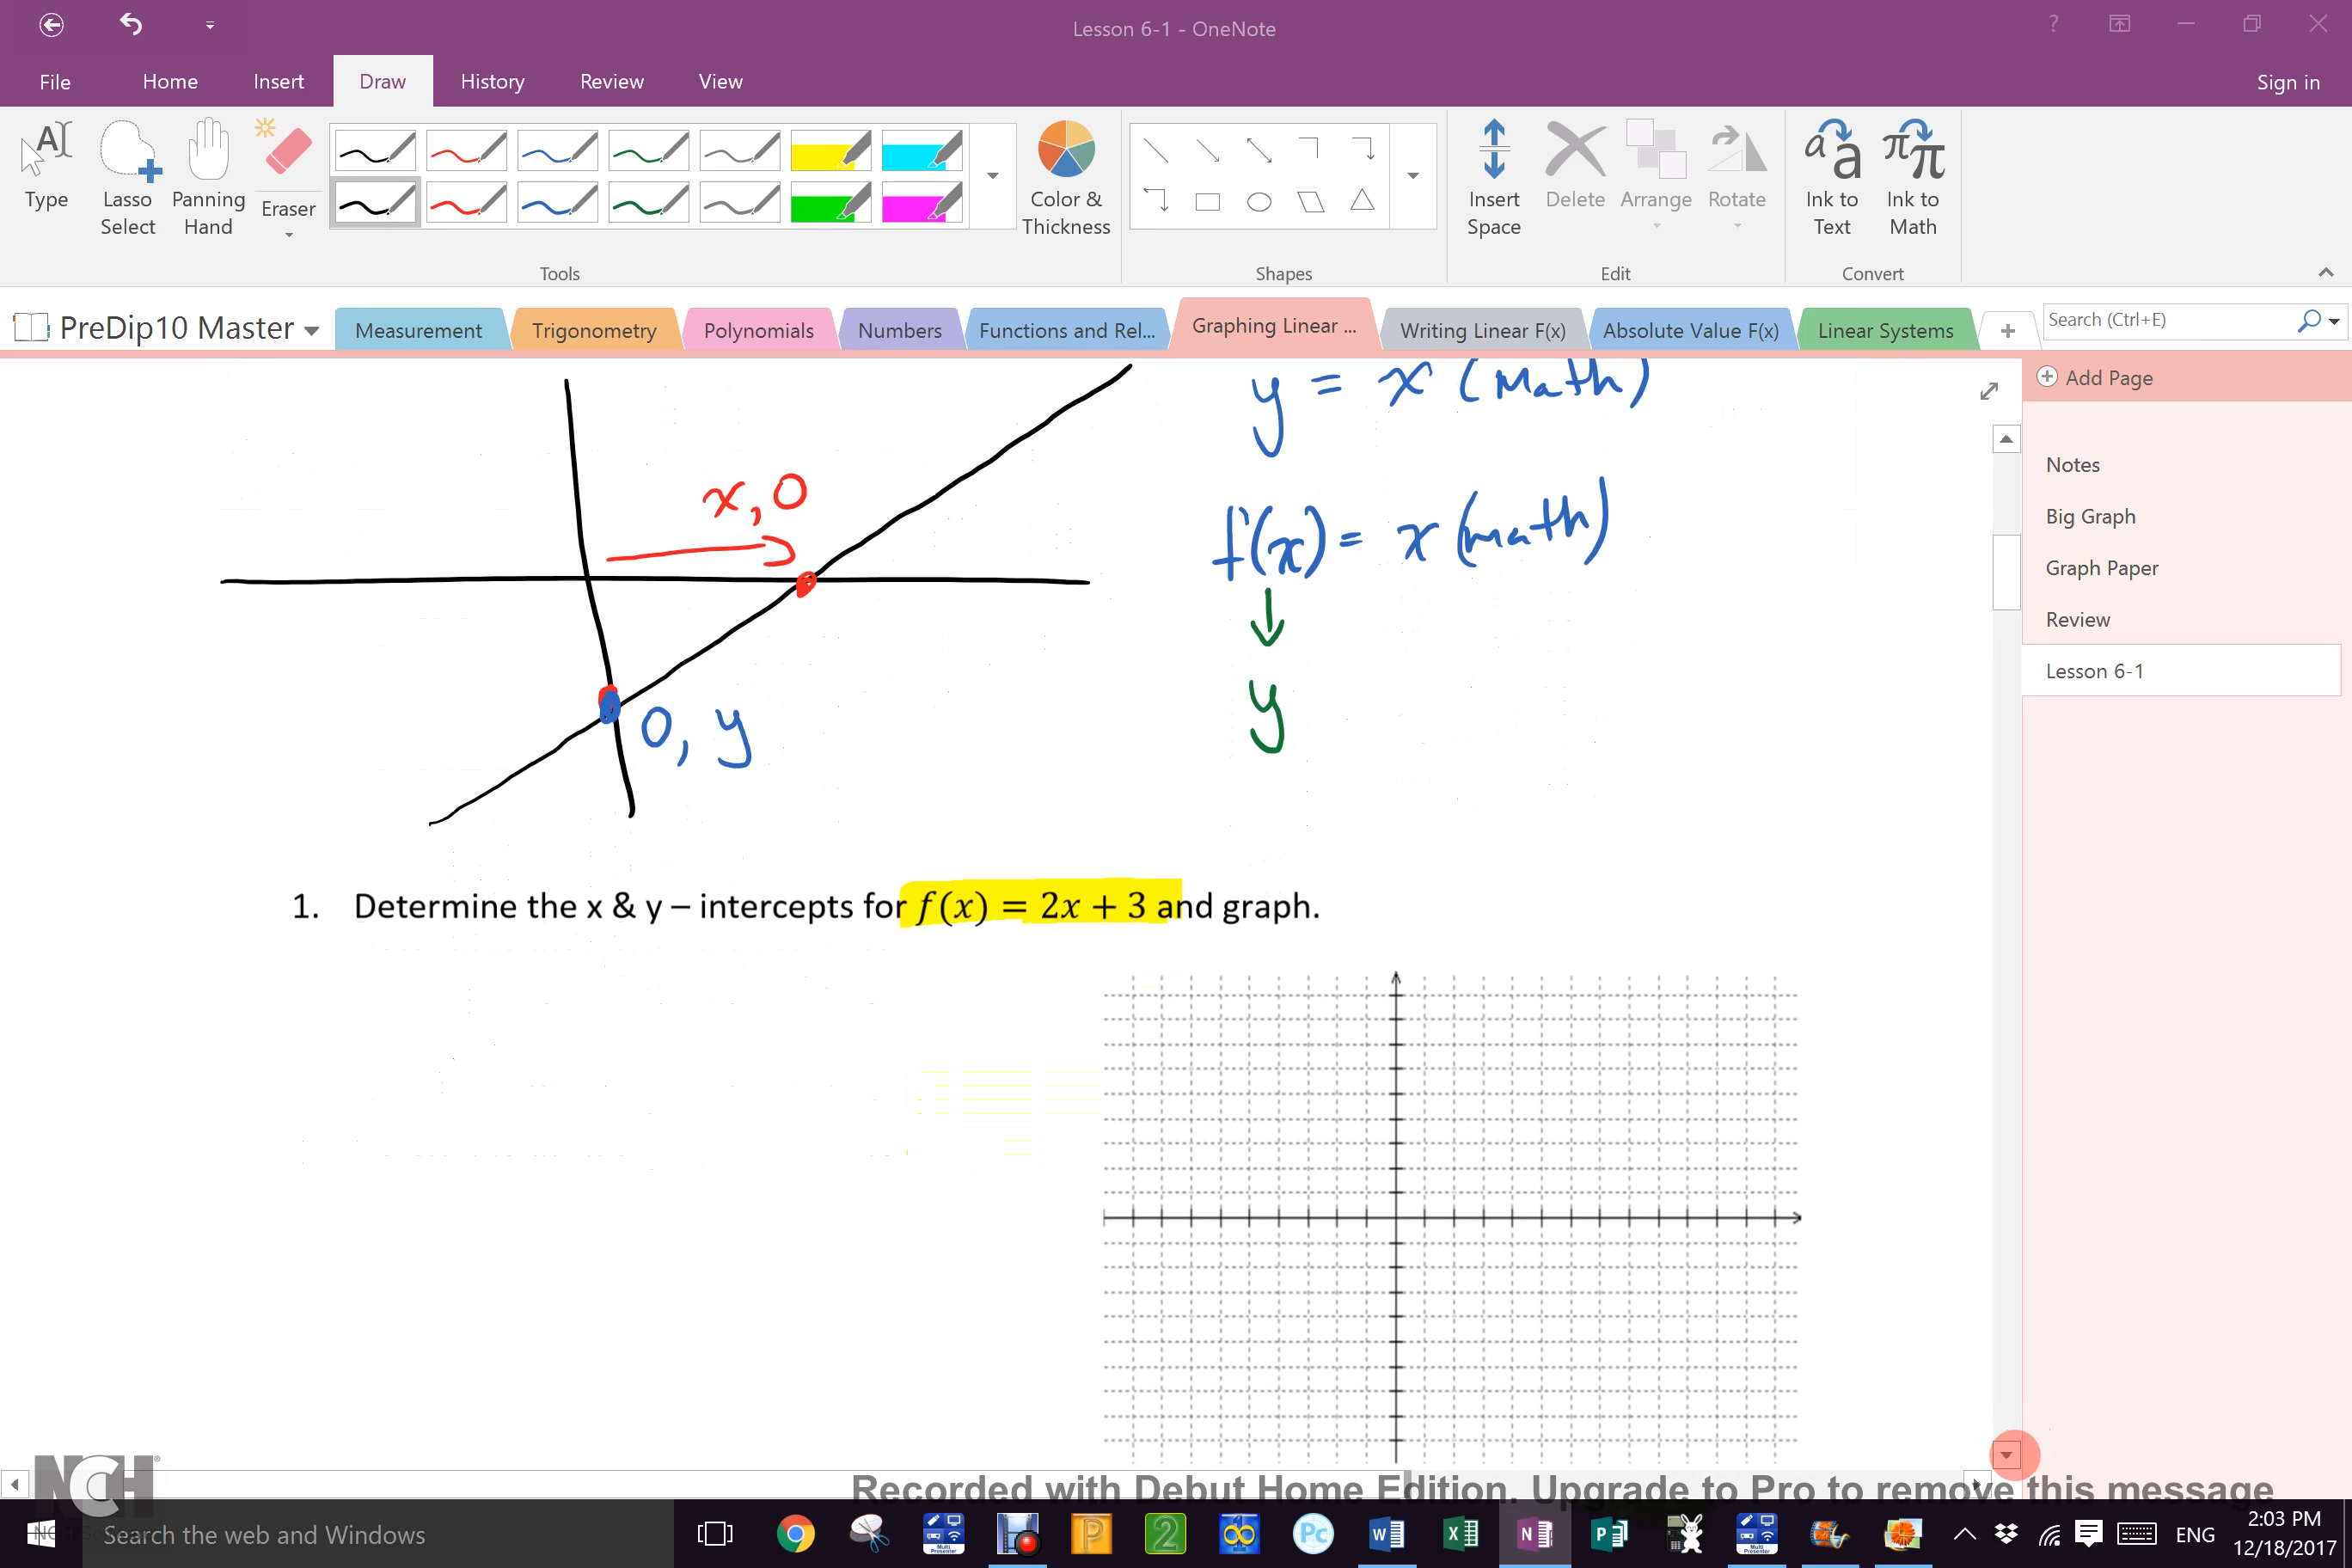 Lesson 6-1 - OneNote
File Home Insert Draw History Review View Sign in
Type
Lasso Select
Panning Hand
Eraser
Color & Thickness
Insert Space
Delete
Arrange
Rotate
Ink to Text
Ink to Math
Tools Shapes Edit Convert
PreDip10 Master Measurement Trigonometry Polynomials Numbers Functions and Rel... Graphing Linear ... Writing Linear F(x) Absolute Value F(x) Linear Systems + Search (Ctrl+E)
Add Page
Notes
Big Graph
Graph Paper
Review
Lesson 6-1
y = x (Math)
x, 0
f(x) = x (math)
y
0, y
1. Determine the x & y – intercepts for f(x) = 2x + 3 and graph.
NCH
Recorded with Debut Home Edition. Upgrade to Pro to remove this message
Search the web and Windows
ENG
2:03 PM
12/18/2017